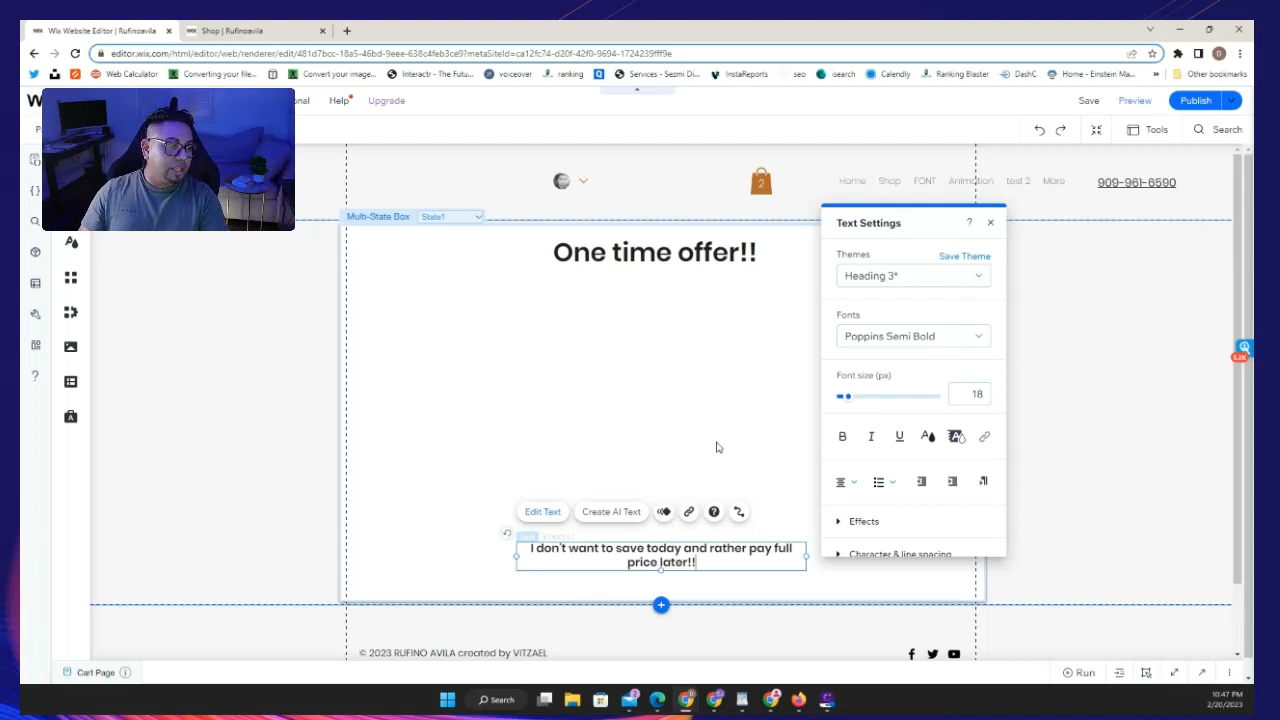 Wix Website Editor | Rufinoavila
Shop | Rufinoavila
editor.wix.com/html/editor/web/renderer/edit/481d7bcc-18a5-46bd-9eee-638c4feb3ce9?metaSiteId=ca12fc74-d20f-42f0-9694-1724239fff9e
Web Calculator
Converting your file...
Convert your image...
Interactr - The Futu...
voiceover
ranking
Services - Sezmi Di...
InstaReports
seo
isearch
Calendly
Ranking Blaster
DashC
Home - Einstein Ma...
Other bookmarks
Help
Upgrade
Save
Preview
Publish
Tools
Search
2
Home
Shop
FONT
Animation
test 2
More
909-961-6590
Multi-State Box
State1
One time offer!!
Text Settings
?
Themes
Save Theme
Heading 3*
Fonts
Poppins Semi Bold
Font size (px)
18
B I U
Effects
Character & line spacing
Edit Text
Create AI Text
I don't want to save today and rather pay full
price later!!
© 2023 RUFINO AVILA created by VITZAEL
Cart Page
Run
Search
10:47 PM
2/20/2023